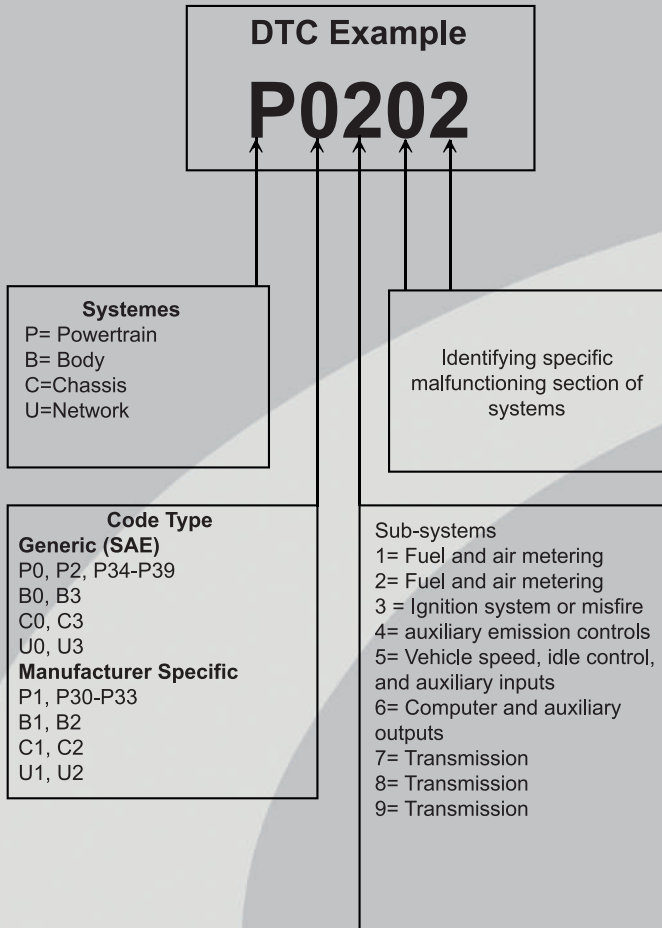 DTC Example
P0202
Systemes
P= Powertrain
B= Body
C=Chassis
U=Network
Identifying specific
malfunctioning section of
systems
Code Type
Generic (SAE)
P0, P2, P34-P39
B0, B3
C0, C3
U0, U3
Manufacturer Specific
P1, P30-P33
B1, B2
C1, C2
U1, U2
Sub-systems
1= Fuel and air metering
2= Fuel and air metering
3 = Ignition system or misfire
4= auxiliary emission controls
5= Vehicle speed, idle control,
and auxiliary inputs
6= Computer and auxiliary
outputs
7= Transmission
8= Transmission
9= Transmission